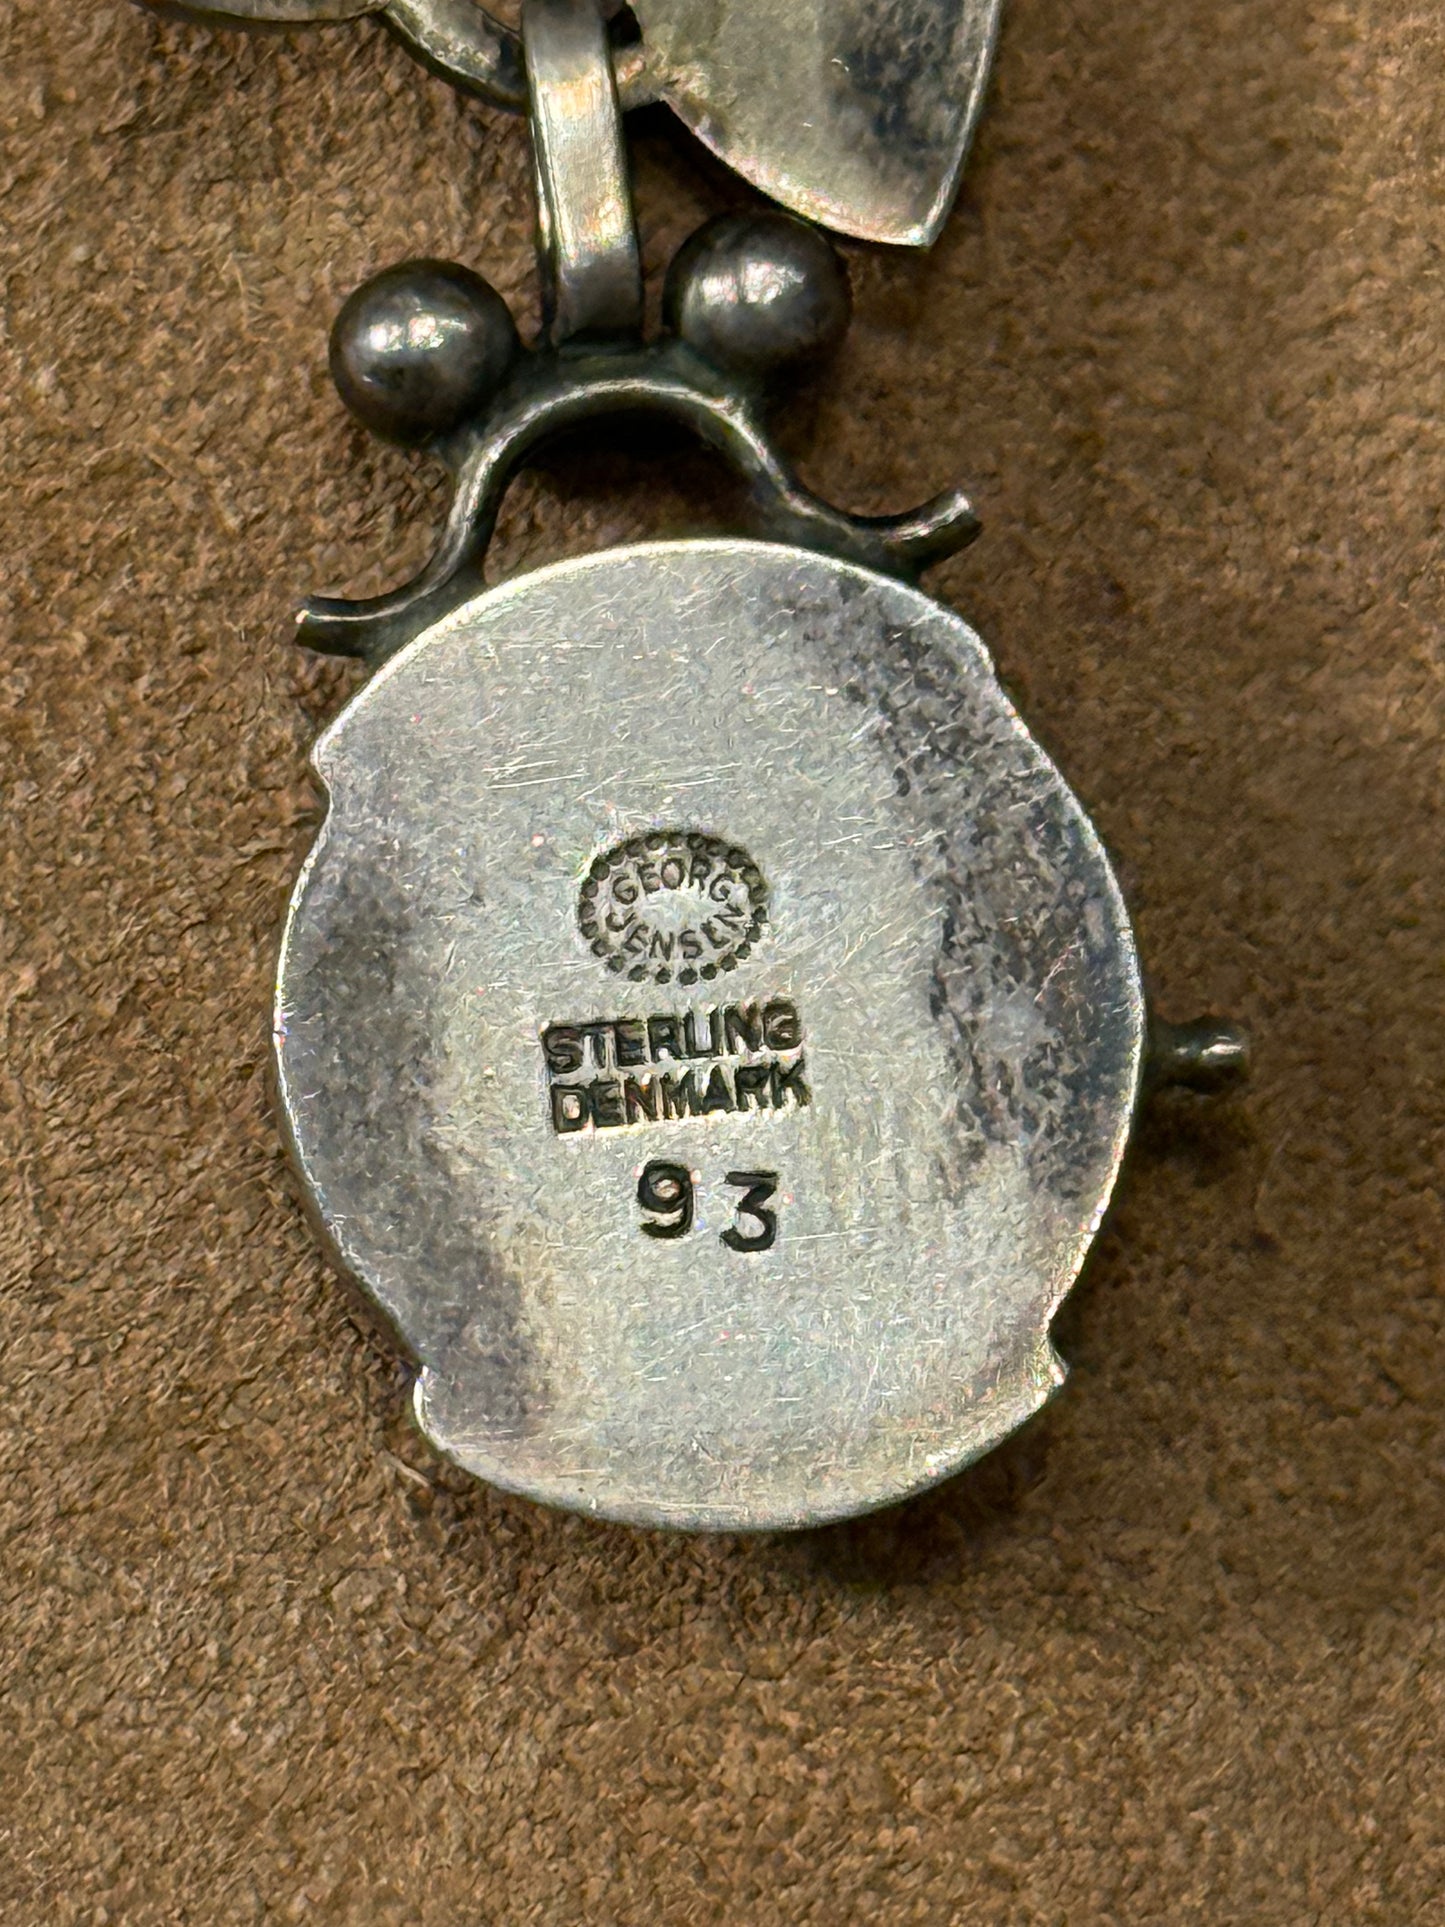 GEORG
JENSEN
STERLING
DENMARK
93